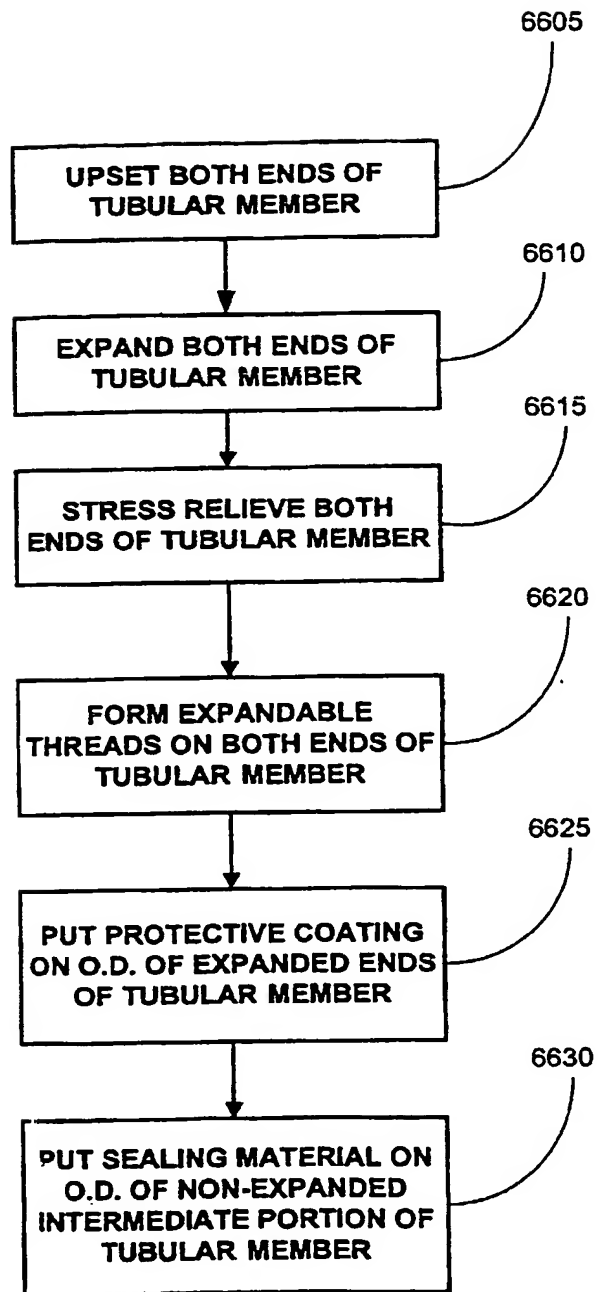 6605
UPSET BOTH ENDS OF
TUBULAR MEMBER
6610
EXPAND BOTH ENDS OF
TUBULAR MEMBER
6615
STRESS RELIEVE BOTH
ENDS OF TUBULAR MEMBER
6620
FORM EXPANDABLE
THREADS ON BOTH ENDS OF
TUBULAR MEMBER
6625
PUT PROTECTIVE COATING
ON O.D. OF EXPANDED ENDS
OF TUBULAR MEMBER
6630
PUT SEALING MATERIAL ON
O.D. OF NON-EXPANDED
INTERMEDIATE PORTION OF
TUBULAR MEMBER